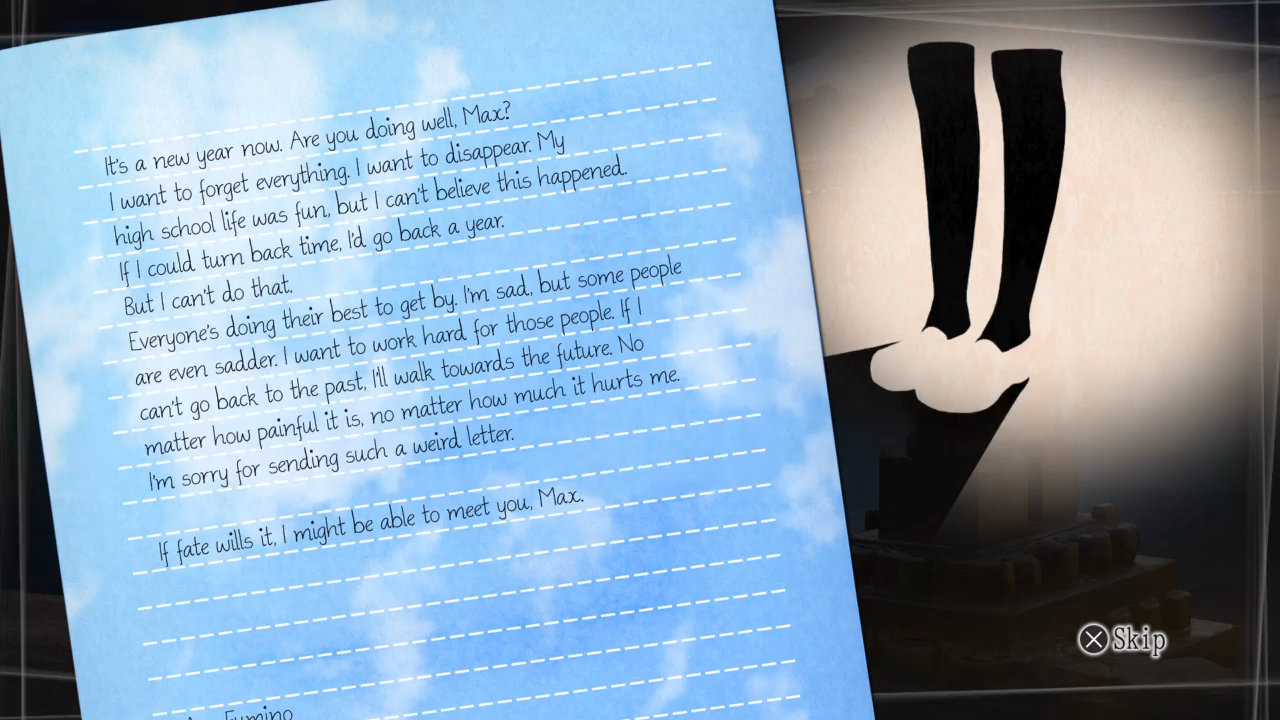 It's a new year now. Are you doing well, Max?
I want to forget everything. I want to disappear. My
high school life was fun, but I can't believe this happened.
If I could turn back time, I'd go back a year.
But I can't do that.
Everyone's doing their best to get by. I'm sad, but some people
are even sadder. I want to work hard for those people. If I
can't go back to the past, I'll walk towards the future. No
matter how painful it is, no matter how much it hurts me.
I'm sorry for sending such a weird letter.
If fate wills it, I might be able to meet you, Max.
Fumino
Skip